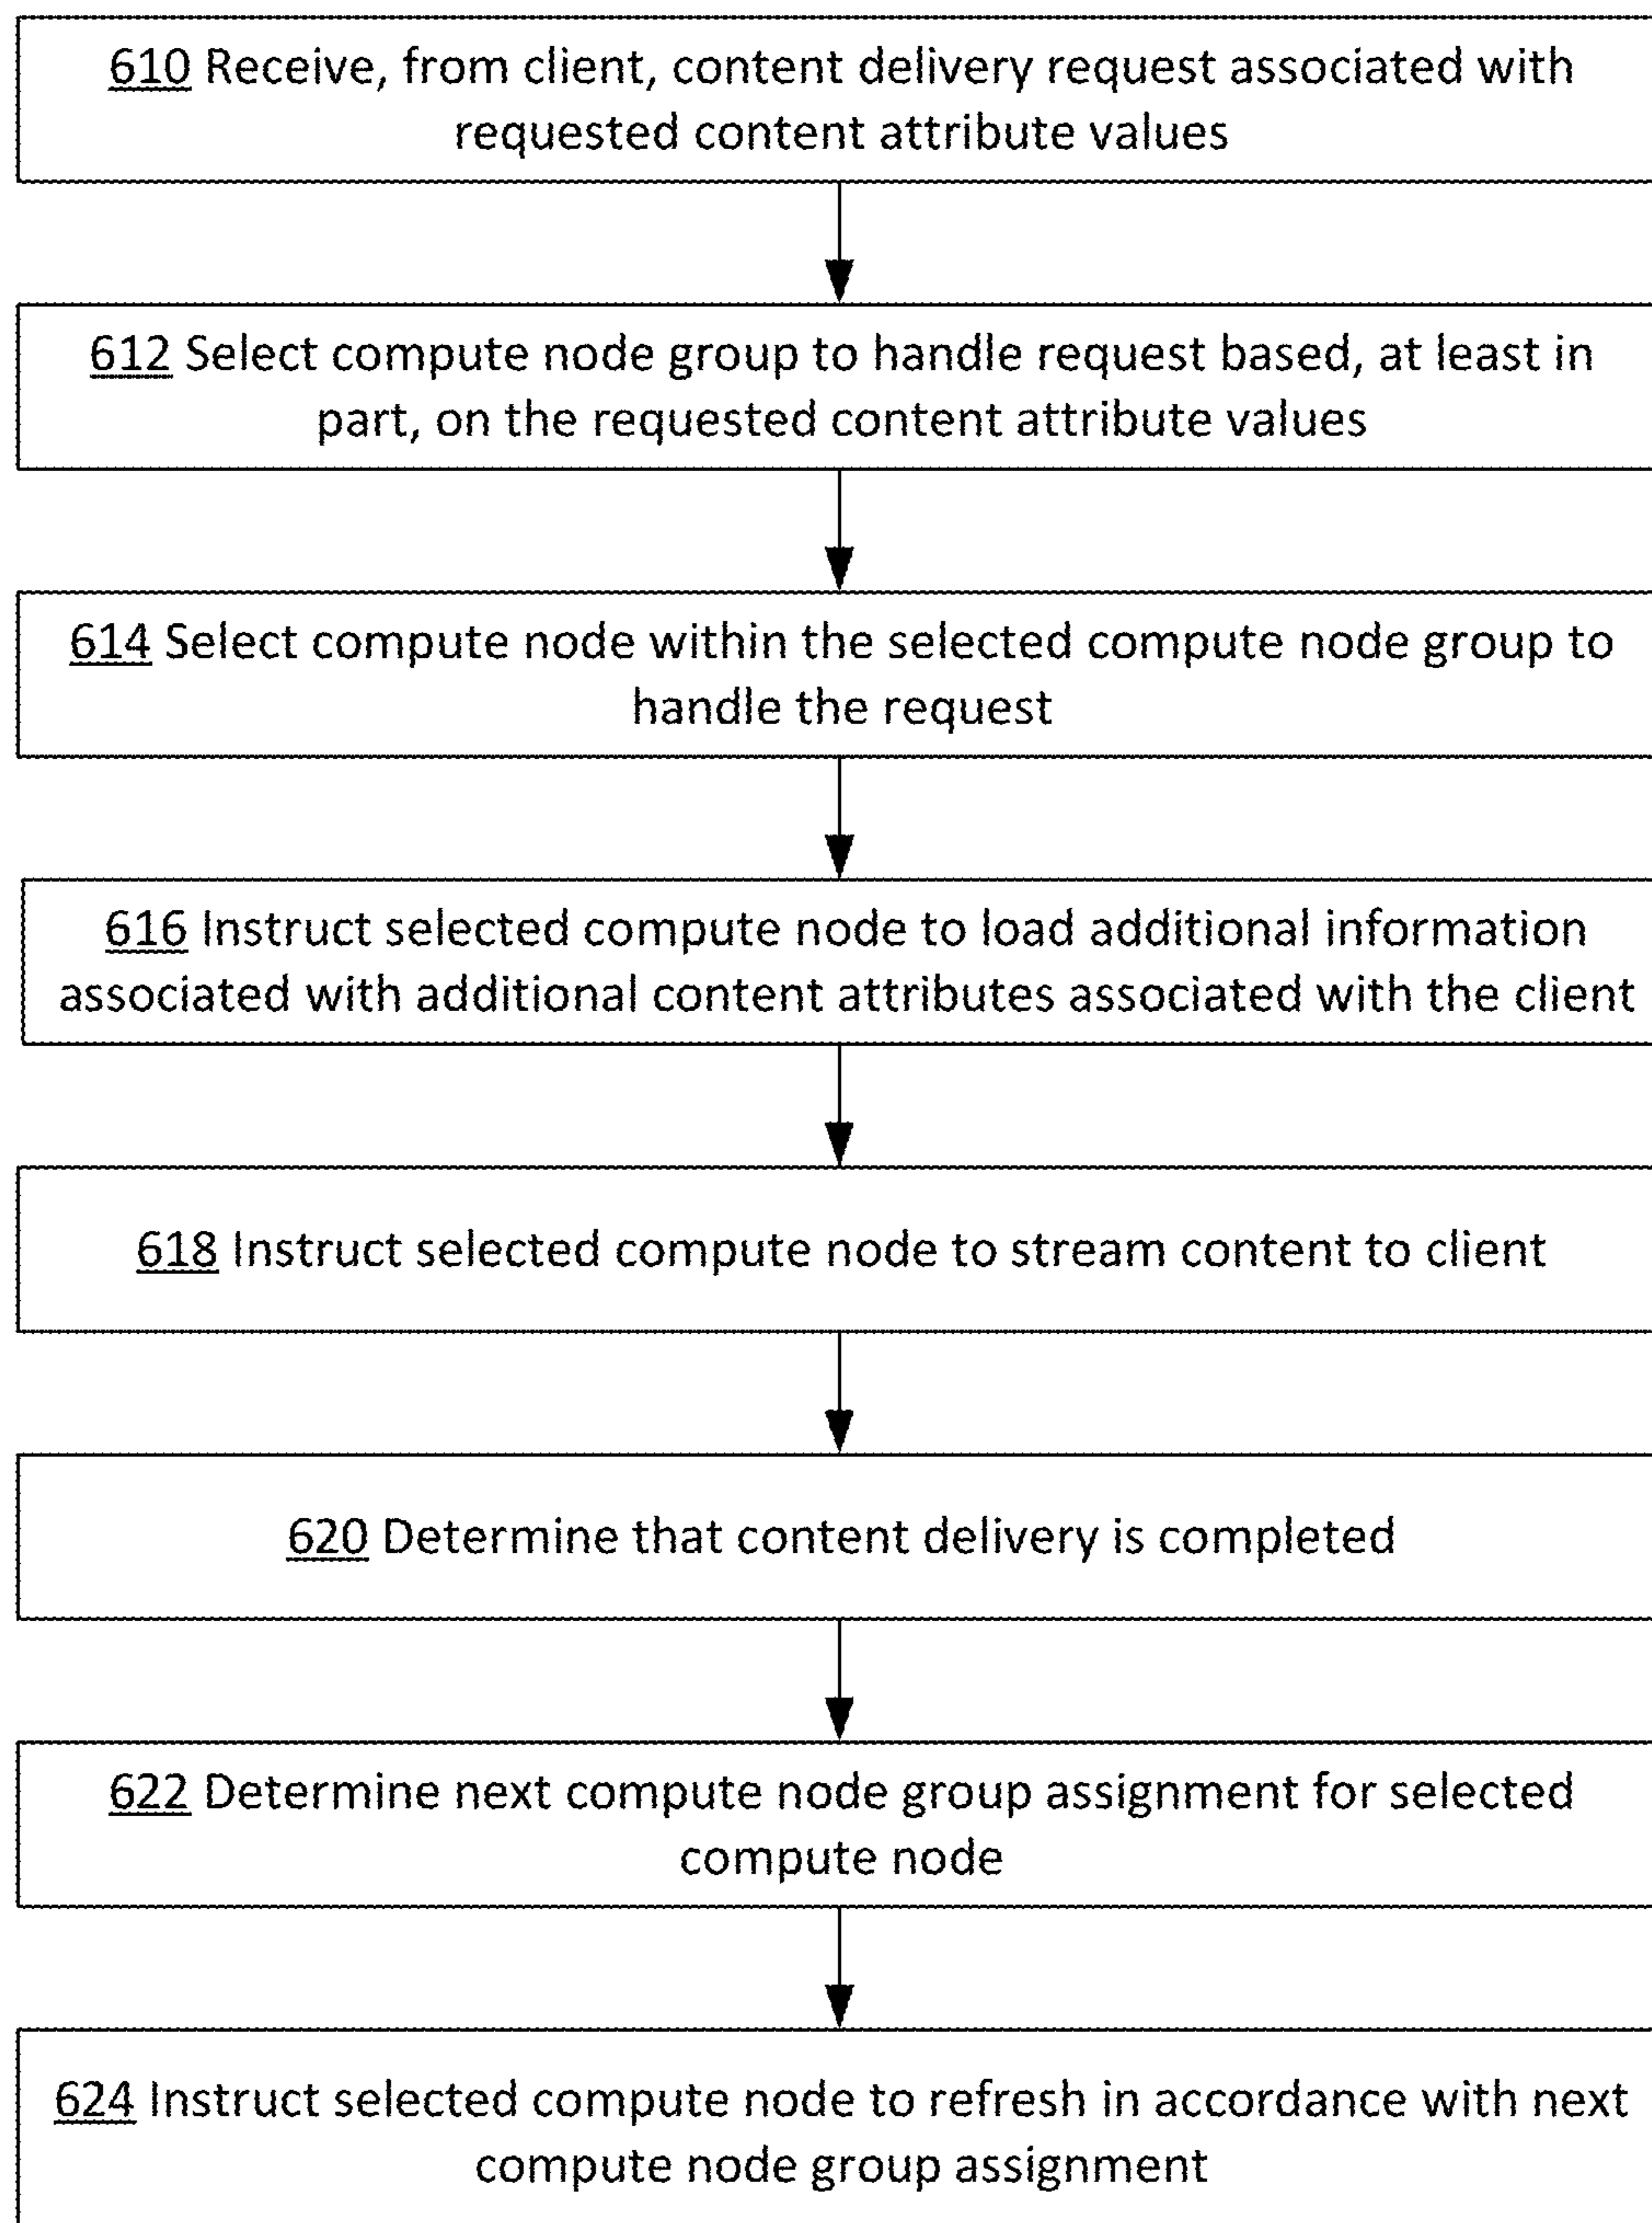 610 Receive, from client, content delivery request associated with
requested content attribute values
612 Select compute node group to handle request based, at least in
part, on the requested content attribute values
614 Select compute node within the selected compute node group to
handle the request
616 Instruct selected compute node to load additional information
associated with additional content attributes associated with the client
618 Instruct selected compute node to stream content to client
620 Determine that content delivery is completed
622 Determine next compute node group assignment for selected
compute node
624 Instruct selected compute node to refresh in accordance with next
compute node group assignment